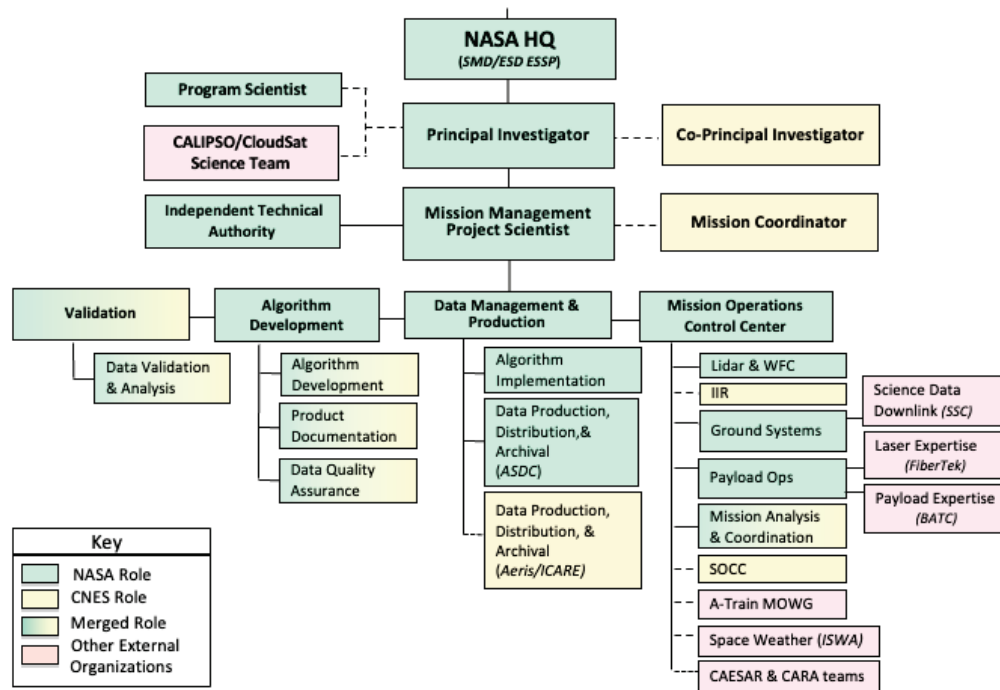 NASA HQ
(SMD/ESD ESSP)
Program Scientist
Principal Investigator
Co-Principal Investigator
CALIPSO/CloudSat
Science Team
Independent Technical
Authority
Mission Management
Project Scientist
Mission Coordinator
Validation
Algorithm
Development
Data Management &
Production
Mission Operations
Control Center
Data Validation
& Analysis
Algorithm
Development
Product
Documentation
Data Quality
Assurance
Algorithm
Implementation
Data Production,
Distribution,&
Archival
(ASDC)
Data Production,
Distribution, &
Archival
(Aeris/ICARE)
Lidar & WFC
IIR
Ground Systems
Payload Ops
Mission Analysis
& Coordination
SOCC
A-Train MOWG
Space Weather (ISWA)
CAESAR & CARA teams
Science Data
Downlink (SSC)
Laser Expertise
(FiberTek)
Payload Expertise
(BATC)
Key
NASA Role
CNES Role
Merged Role
Other External
Organizations